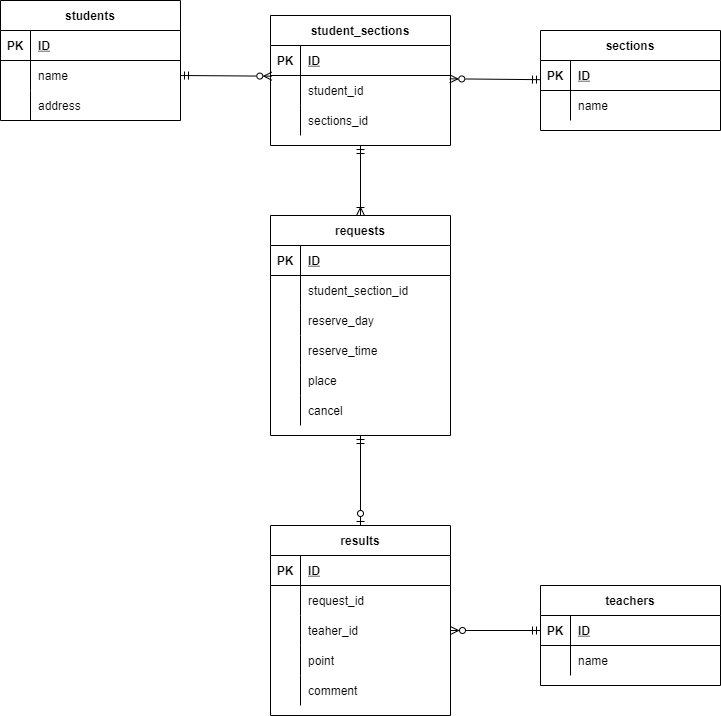 students
PK ID
name
address
student_sections
PK ID
student_id
sections_id
sections
PK ID
name
requests
PK ID
student_section_id
reserve_day
reserve_time
place
cancel
results
PK ID
request_id
teaher_id
point
comment
teachers
PK ID
name